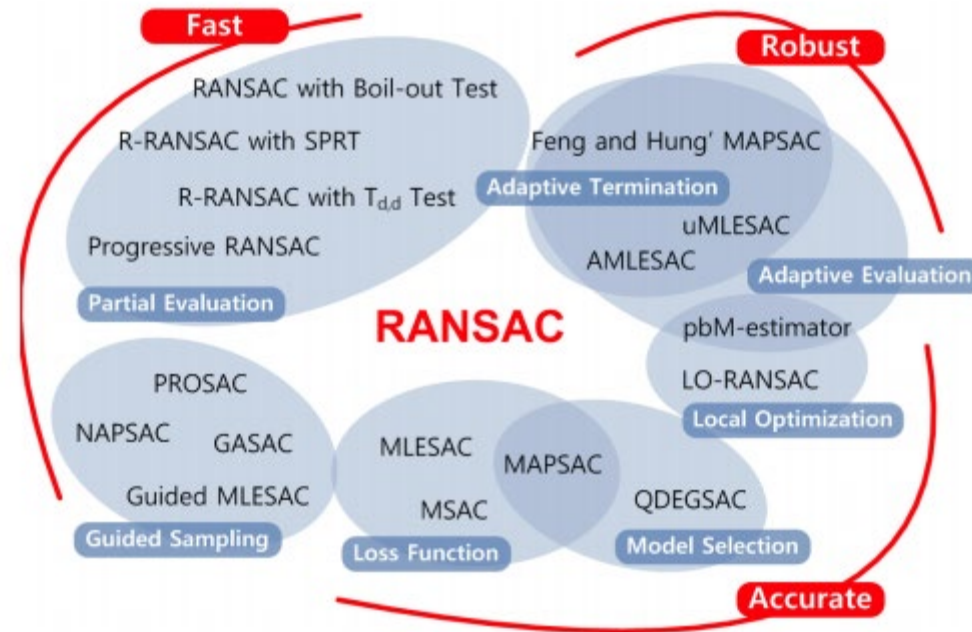 Fast
Robust
RANSAC with Boil-out Test
R-RANSAC with SPRT
Feng and Hung' MAPSAC
Adaptive Termination
R-RANSAC with Td,d Test
uMLESAC
Progressive RANSAC
AMLESAC
Adaptive Evaluation
Partial Evaluation
RANSAC
pbM-estimator
PROSAC
LO-RANSAC
Local Optimization
NAPSAC
GASAC
MLESAC
MAPSAC
Guided MLESAC
MSAC
QDEGSAC
Guided Sampling
Loss Function
Model Selection
Accurate